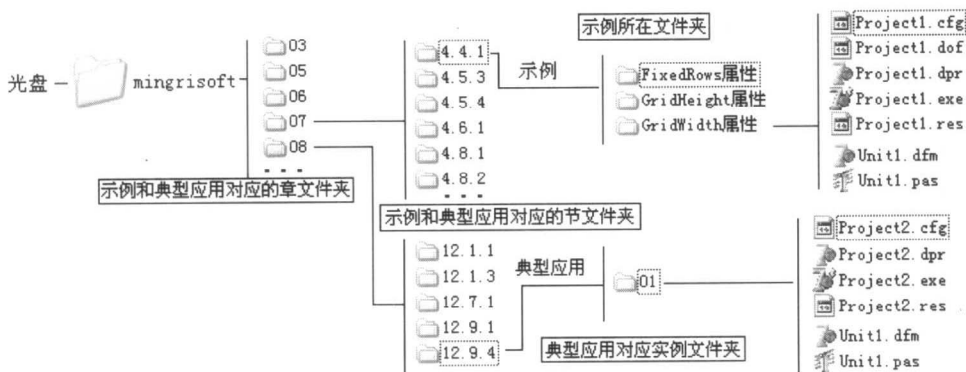 光盘
mingrisoft
03
05
06
07
08
...
示例和典型应用对应的章文件夹
4.4.1
4.5.3
4.5.4
4.6.1
4.8.1
4.8.2
...
示例和典型应用对应的节文件夹
12.1.1
12.1.3
12.7.1
12.9.1
12.9.4
示例
示例所在文件夹
FixedRows属性
GridHeight属性
GridWidth属性
Project1.cfg
Project1.dof
Project1.dpr
Project1.exe
Project1.res
Unit1.dfm
Unit1.pas
典型应用
01
典型应用对应实例文件夹
Project2.cfg
Project2.dpr
Project2.exe
Project2.res
Unit1.dfm
Unit1.pas